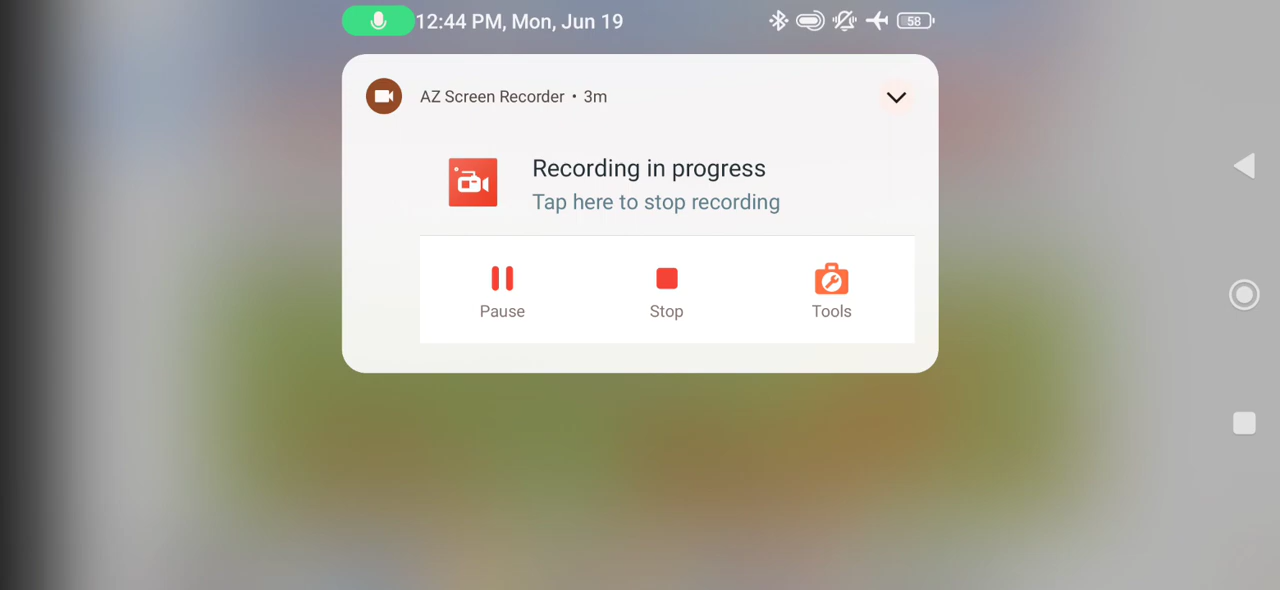 12:44 PM, Mon, Jun 19
58
AZ Screen Recorder • 3m
Recording in progress
Tap here to stop recording
Pause
Stop
Tools